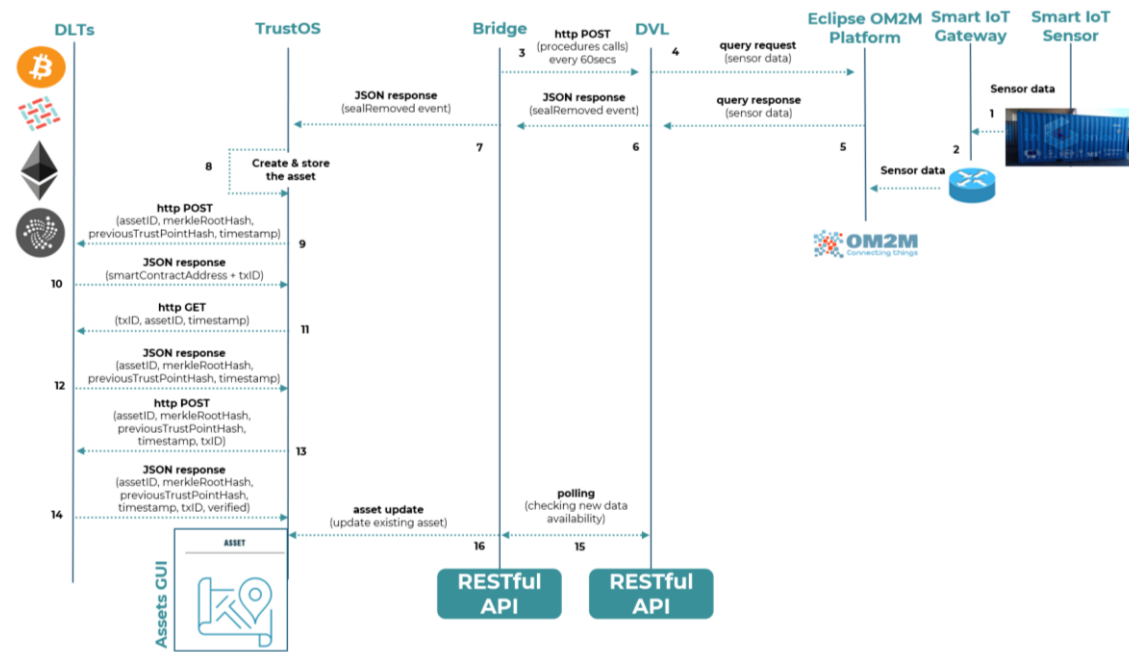 DLTs
TrustOS
Bridge
DVL
Eclipse OM2M
Platform
Smart IoT
Gateway
Smart IoT
Sensor
http POST
(procedures calls)
every 60secs
3
4
query request
(sensor data)
Sensor data
1
JSON response
(sealRemoved event)
JSON response
(sealRemoved event)
query response
(sensor data)
7
6
5
2
8
Create & store
the asset
Sensor data
http POST
(assetID, merkleRootHash,
previousTrustPointHash, timestamp)
9
OM2M
Connecting things
JSON response
(smartContractAddress + txID)
10
http GET
(txID, assetID, timestamp)
11
JSON response
(assetID, merkleRootHash,
previousTrustPointHash, timestamp)
12
http POST
(assetID, merkleRootHash,
previousTrustPointHash,
timestamp, txID)
13
JSON response
(assetID, merkleRootHash,
previousTrustPointHash,
timestamp, txID, verified)
14
asset update
(update existing asset)
16
polling
(checking new data
availability)
15
Assets GUI
ASSET
RESTful
API
RESTful
API